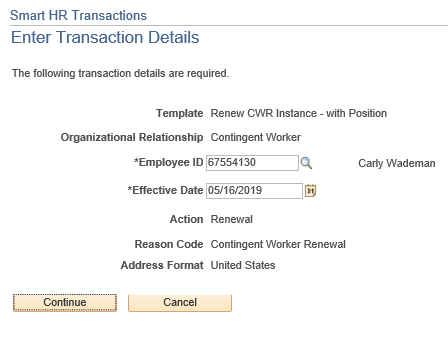 Smart HR Transactions
Enter Transaction Details
The following transaction details are required.
Template Renew CWR Instance - with Position
Organizational Relationship Contingent Worker
*Employee ID 67554130 Carly Wademan
*Effective Date 05/16/2019
Action Renewal
Reason Code Contingent Worker Renewal
Address Format United States
Continue Cancel